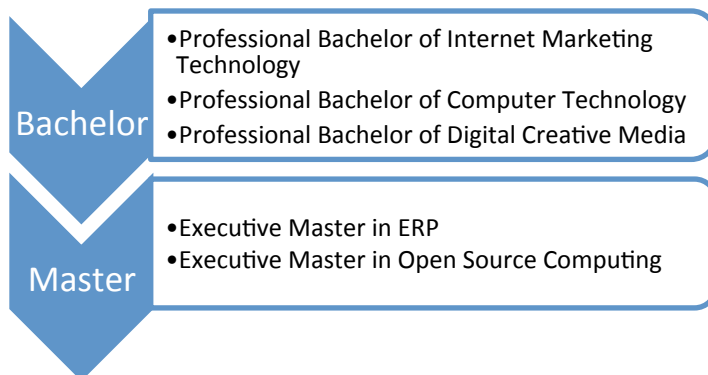 Bachelor
•Professional Bachelor of Internet Marketing
Technology
•Professional Bachelor of Computer Technology
•Professional Bachelor of Digital Creative Media
Master
•Executive Master in ERP
•Executive Master in Open Source Computing